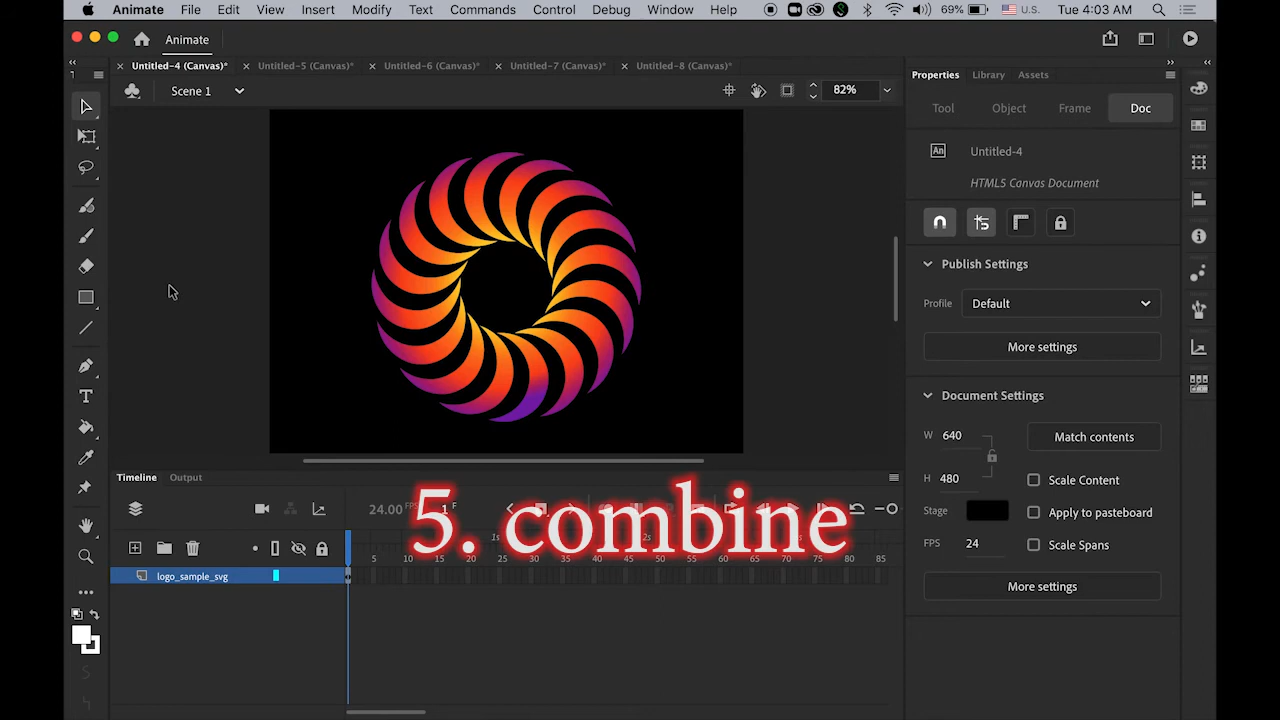 Animate File Edit View Insert Modify Text Commands Control Debug Window Help 69% U.S. Tue 4:03 AM
Animate
Untitled-4 (Canvas)* Untitled-5 (Canvas)* Untitled-6 (Canvas)* Untitled-7 (Canvas)* Untitled-8 (Canvas)*
Scene 1 82%
Properties Library Assets
Tool Object Frame Doc
An Untitled-4
HTML5 Canvas Document
Publish Settings
Profile Default
More settings
Document Settings
W 640 Match contents
H 480 Scale Content
Stage Apply to pasteboard
FPS 24 Scale Spans
More settings
Timeline Output
24.00 FPS 1 F
5. combine
1s 2s 3s
5 10 15 20 25 30 35 40 45 50 55 60 65 70 75 80 85
logo_sample_svg